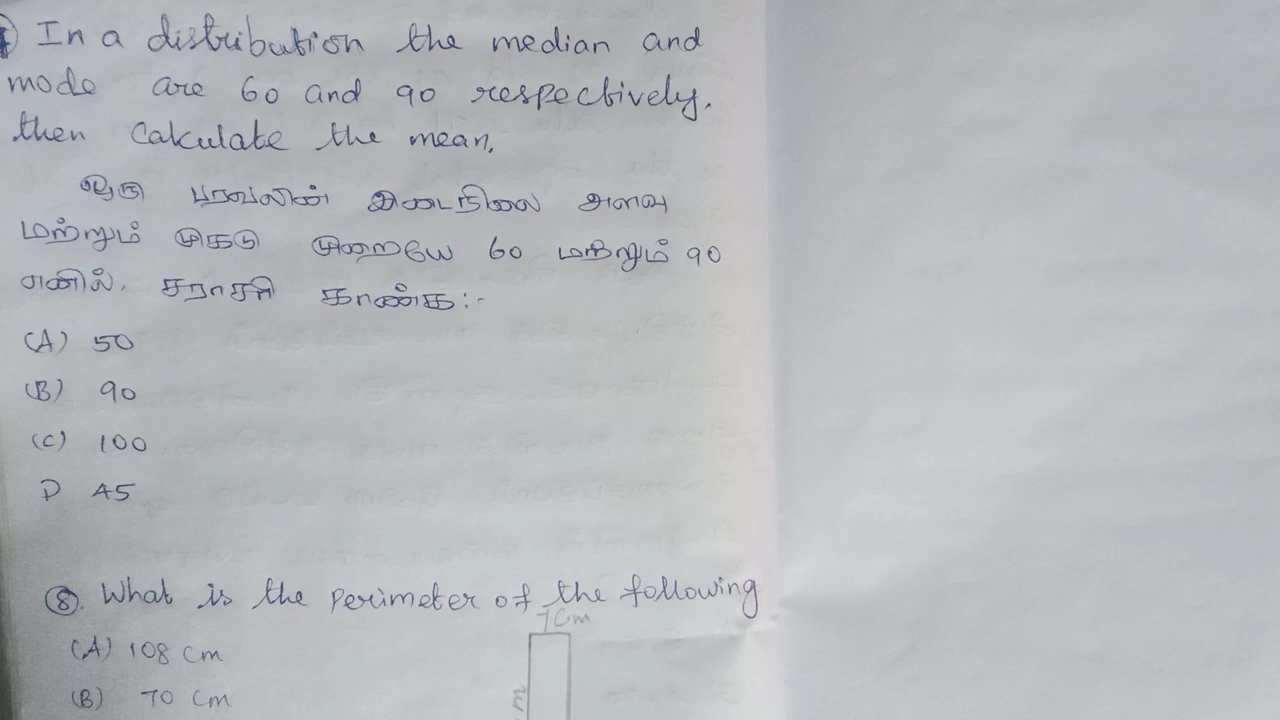 In a distribution the median and
mode are 60 and 90 respectively.
then calculate the mean.
ஒரு பரவலின் இடைநிலை அளவு
மற்றும் முகடு முறையே 60 மற்றும் 90
எனில், சராசரி காண்க:-
(A) 50
(B) 90
(C) 100
D 45
8. What is the perimeter of the following
1cm
(A) 108 cm
(B) 70 cm